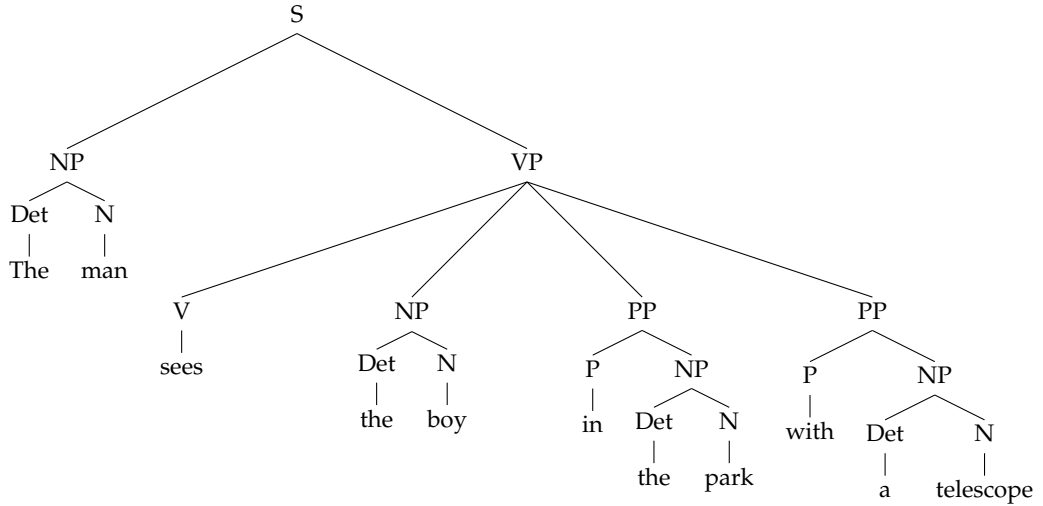 S
NP VP
Det N
The man
V NP PP PP
sees
Det N
the boy
P NP
in
Det N
the park
P NP
with
Det N
a telescope